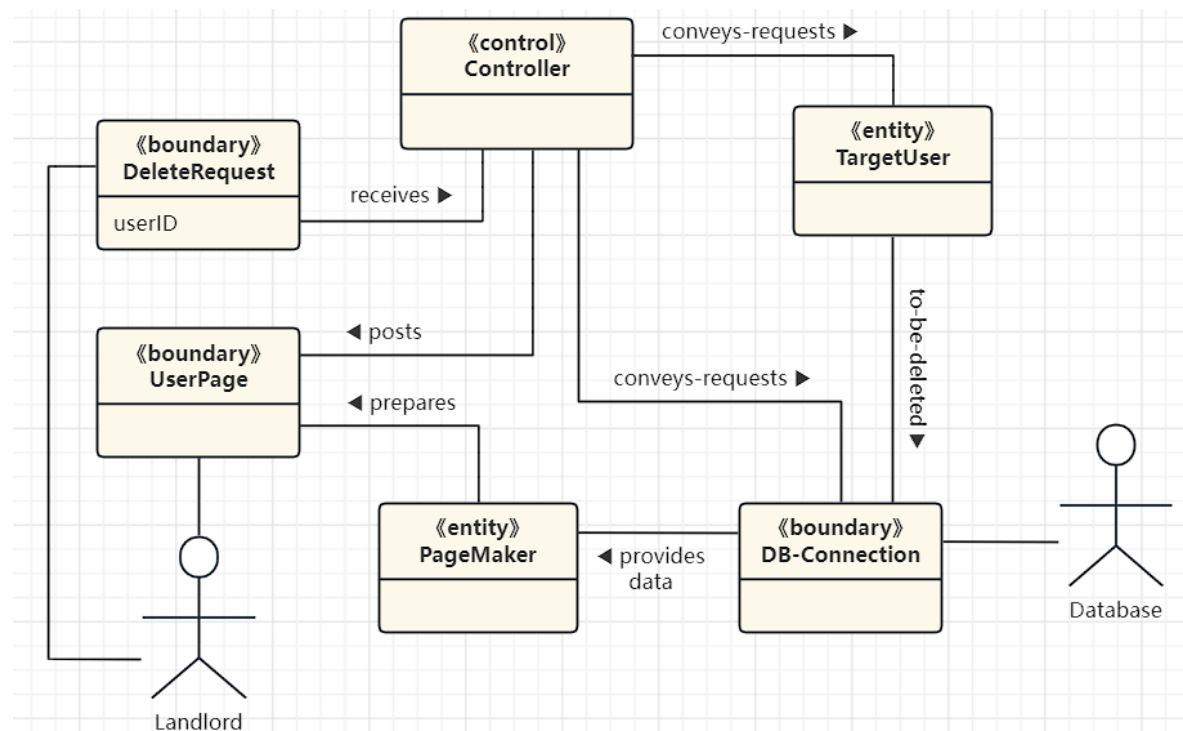 《control》
Controller
conveys-requests ►
《boundary》
DeleteRequest
userID
receives ►
《entity》
TargetUser
to-be-deleted ►
◄ posts
《boundary》
UserPage
conveys-requests ►
◄ prepares
《entity》
PageMaker
◄ provides
data
《boundary》
DB-Connection
Database
Landlord